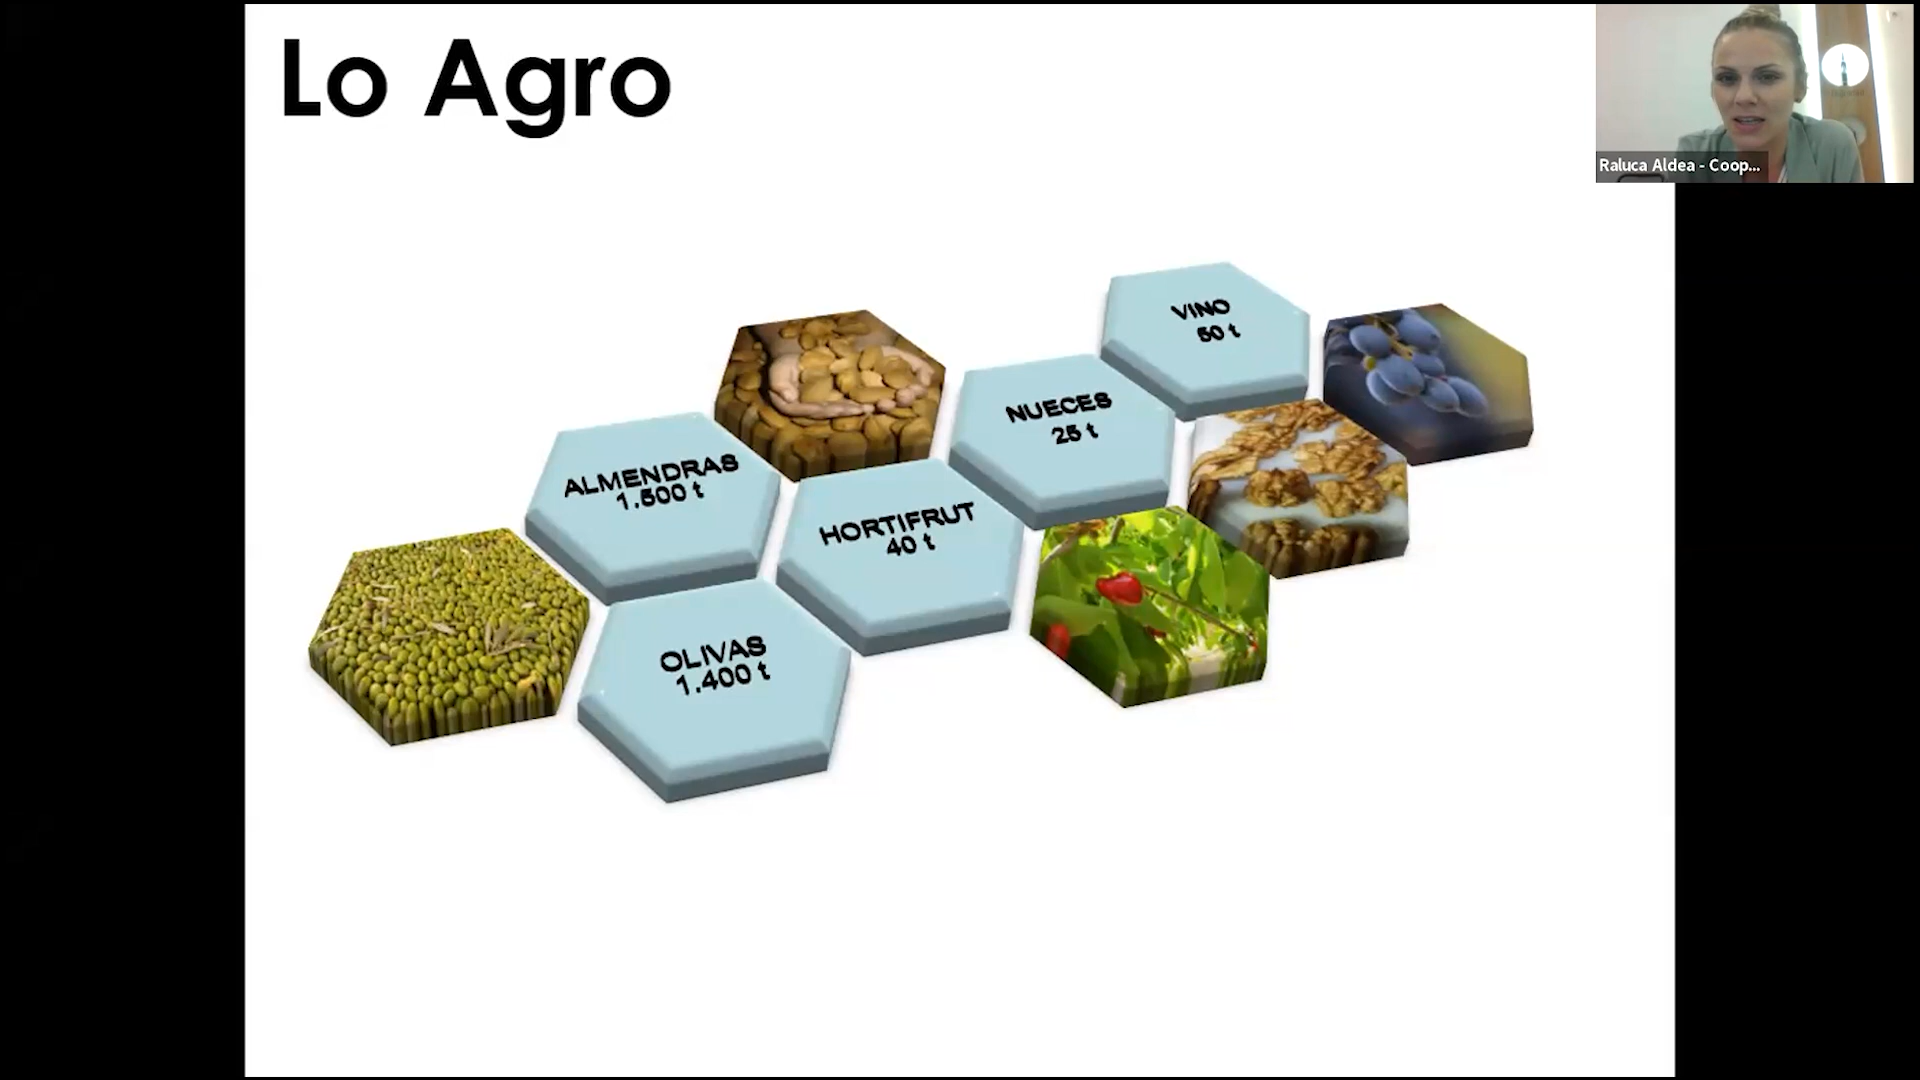 Lo Agro
Raluca Aldea - Coop...
VINO
50 t
NUECES
25 t
ALMENDRAS
1.500 t
HORTIFRUT
40 t
OLIVAS
1.400 t